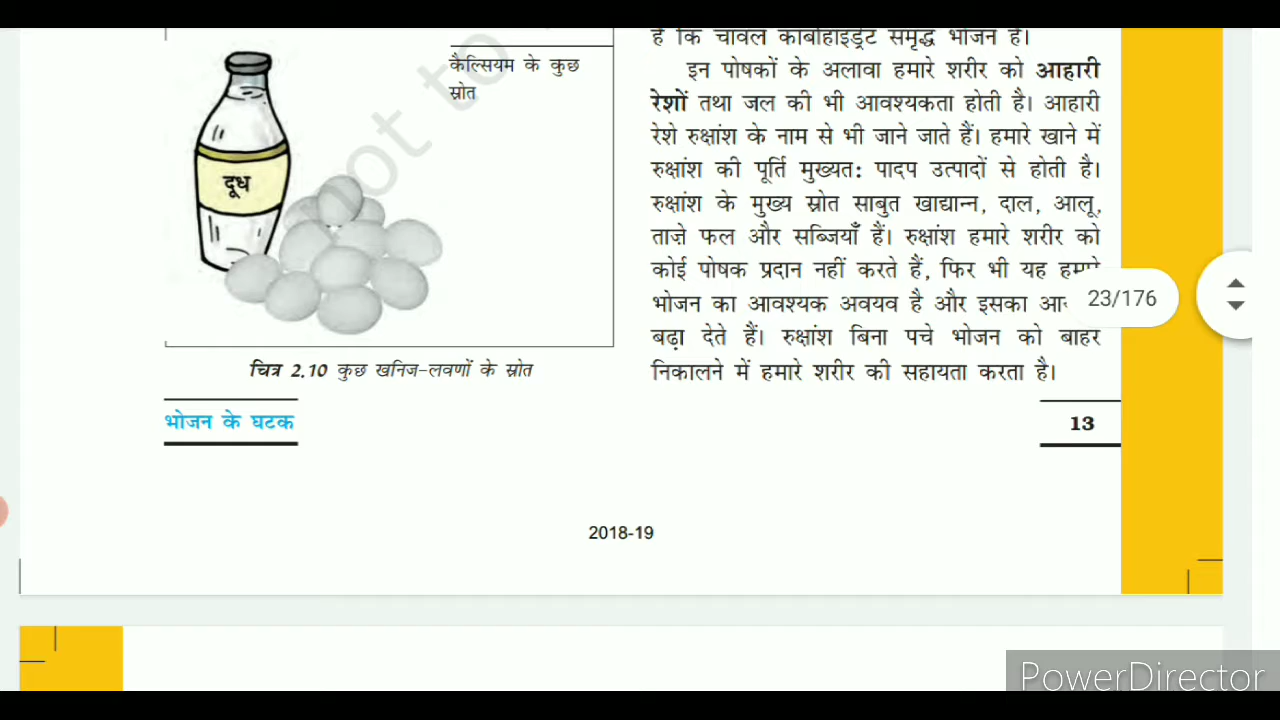 दूध
कैल्सियम के कुछ
स्रोत
चित्र 2.10 कुछ खनिज-लवणों के स्रोत
है कि चावल कार्बोहाइड्रेट समृद्ध भोजन है।
इन पोषकों के अलावा हमारे शरीर को आहारी
रेशों तथा जल की भी आवश्यकता होती है। आहारी
रेशे रुक्षांश के नाम से भी जाने जाते हैं। हमारे खाने में
रुक्षांश की पूर्ति मुख्यत: पादप उत्पादों से होती है।
रुक्षांश के मुख्य स्रोत साबुत खाद्यान्न, दाल, आलू,
ताज़े फल और सब्जियाँ हैं। रुक्षांश हमारे शरीर को
कोई पोषक प्रदान नहीं करते हैं, फिर भी यह हमारे
भोजन का आवश्यक अवयव है और इसका
बढ़ा देते हैं। रुक्षांश बिना पचे भोजन को बाहर
निकालने में हमारे शरीर की सहायता करता है।
23/176
भोजन के घटक
13
2018-19
not to
PowerDirector